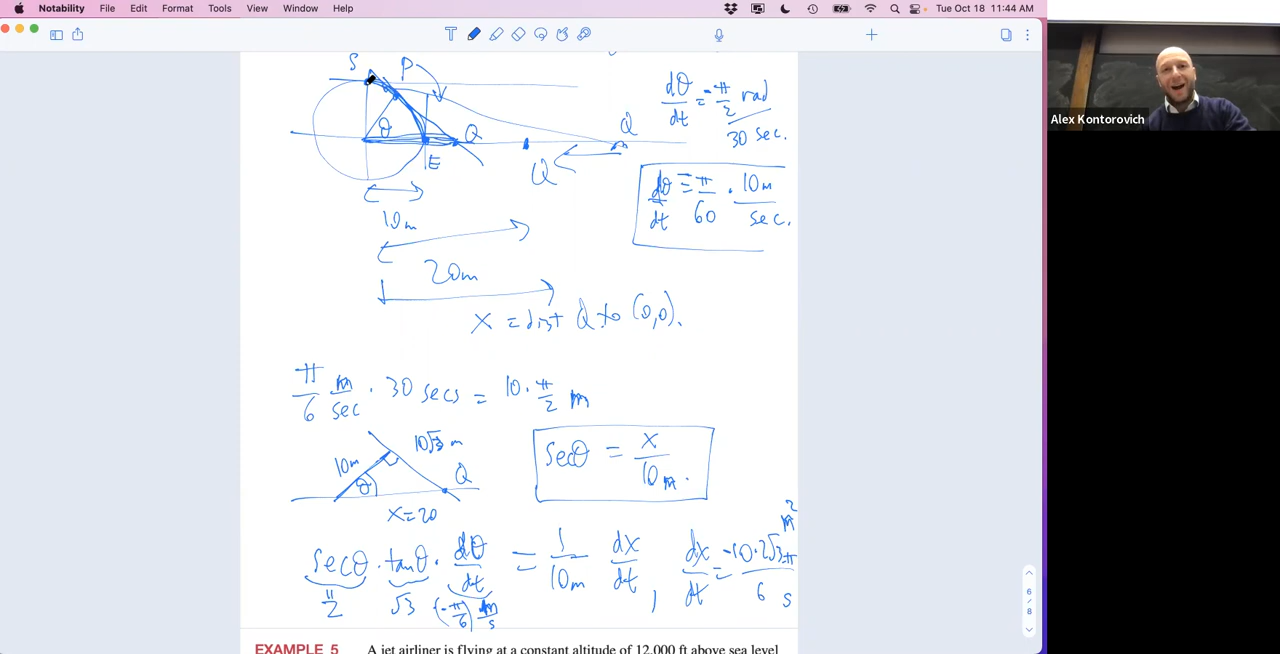 Notability File Edit Format View Tools Window Help
Tue Oct 18 11:44 AM
Alex Kontorovich
S P
θ Q Q
E Q
dθ/dt = -π/2 rad / 30 sec.
dθ/dt = π/60 · 10m / sec.
10m
20m
X = dist Q to (0,0).
π/6 m/sec · 30 secs = 10 · π/2 m
10m 10√3 m
θ Q
X=20
secθ = x / 10m.
secθ · tanθ · dθ/dt = 1/10m dx/dt , dx/dt = -10·2√3π / 6 m² / s
2 √3 (-π/6) m/s
6 / 8
EXAMPLE 5 A jet airliner is flying at a constant altitude of 12,000 ft above sea level